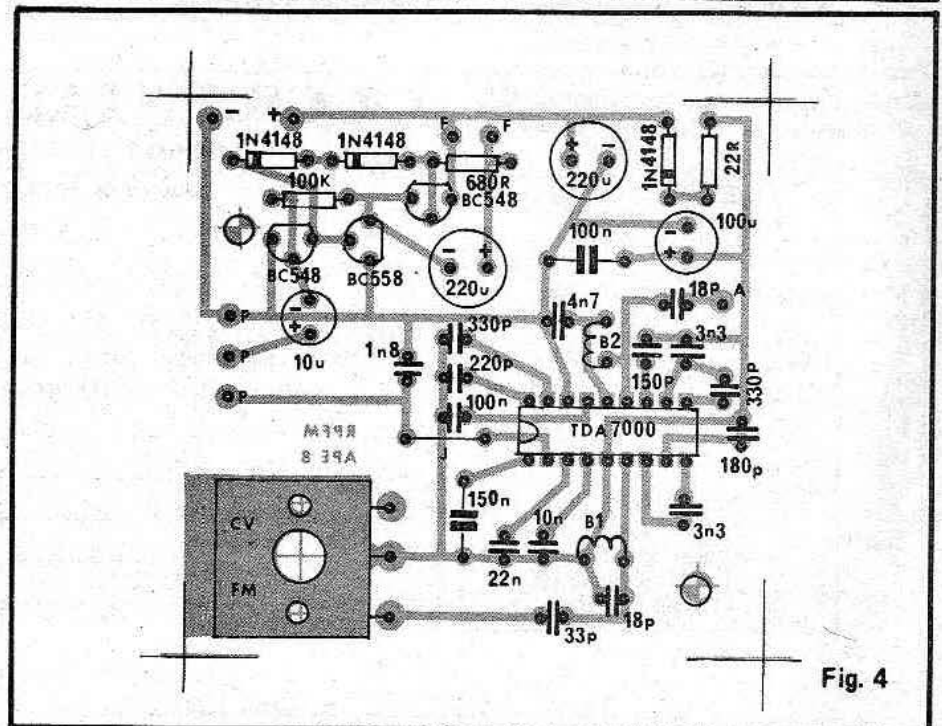 - +
1N4148 1N4148 F F
100K 680R
BC548
+ -
220u
1N4148
22R
100n
-
+
100u
BC548
BC558
- +
220u
-
+
10u
P
P
P
4n7
B2
18p A
3n3
150p
330p
330p
220p
100n
1n8
J
TDA7000
180p
RPFM
APE 8
150n
10n
B1
3n3
22n
18p
33p
CV
FM
Fig. 4